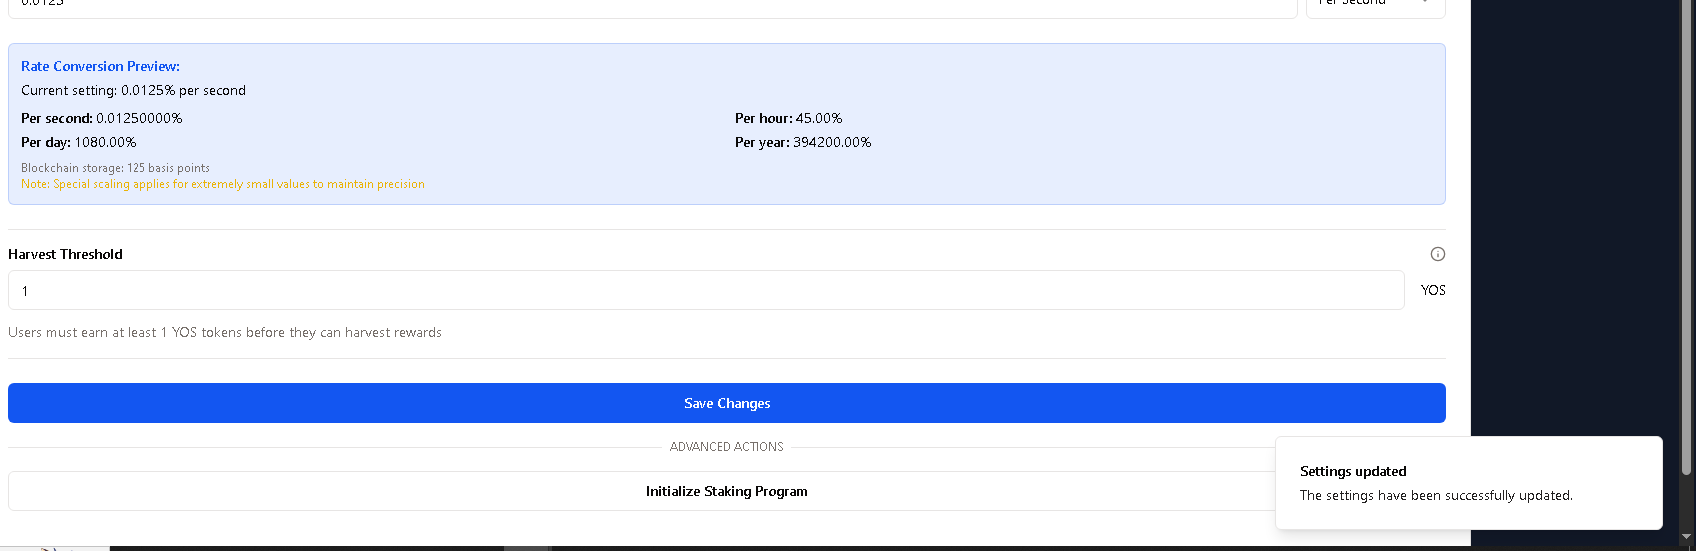 0.0125
Per Second
Rate Conversion Preview:
Current setting: 0.0125% per second
Per second: 0.01250000%
Per hour: 45.00%
Per day: 1080.00%
Per year: 394200.00%
Blockchain storage: 125 basis points
Note: Special scaling applies for extremely small values to maintain precision
Harvest Threshold
1
YOS
Users must earn at least 1 YOS tokens before they can harvest rewards
Save Changes
ADVANCED ACTIONS
Initialize Staking Program
Settings updated
The settings have been successfully updated.